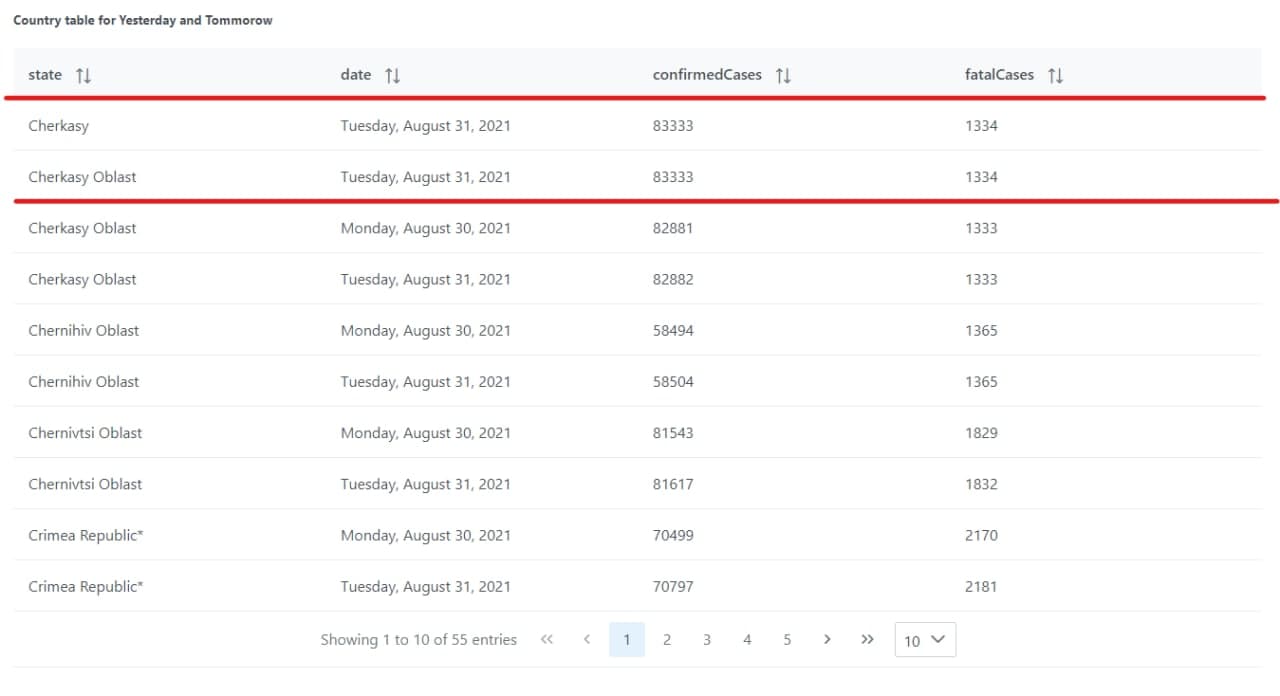 Country table for Yesterday and Tommorow
state date confirmedCases fatalCases
Cherkasy Tuesday, August 31, 2021 83333 1334
Cherkasy Oblast Tuesday, August 31, 2021 83333 1334
Cherkasy Oblast Monday, August 30, 2021 82881 1333
Cherkasy Oblast Tuesday, August 31, 2021 82882 1333
Chernihiv Oblast Monday, August 30, 2021 58494 1365
Chernihiv Oblast Tuesday, August 31, 2021 58504 1365
Chernivtsi Oblast Monday, August 30, 2021 81543 1829
Chernivtsi Oblast Tuesday, August 31, 2021 81617 1832
Crimea Republic* Monday, August 30, 2021 70499 2170
Crimea Republic* Tuesday, August 31, 2021 70797 2181
Showing 1 to 10 of 55 entries « ‹ 1 2 3 4 5 › » 10